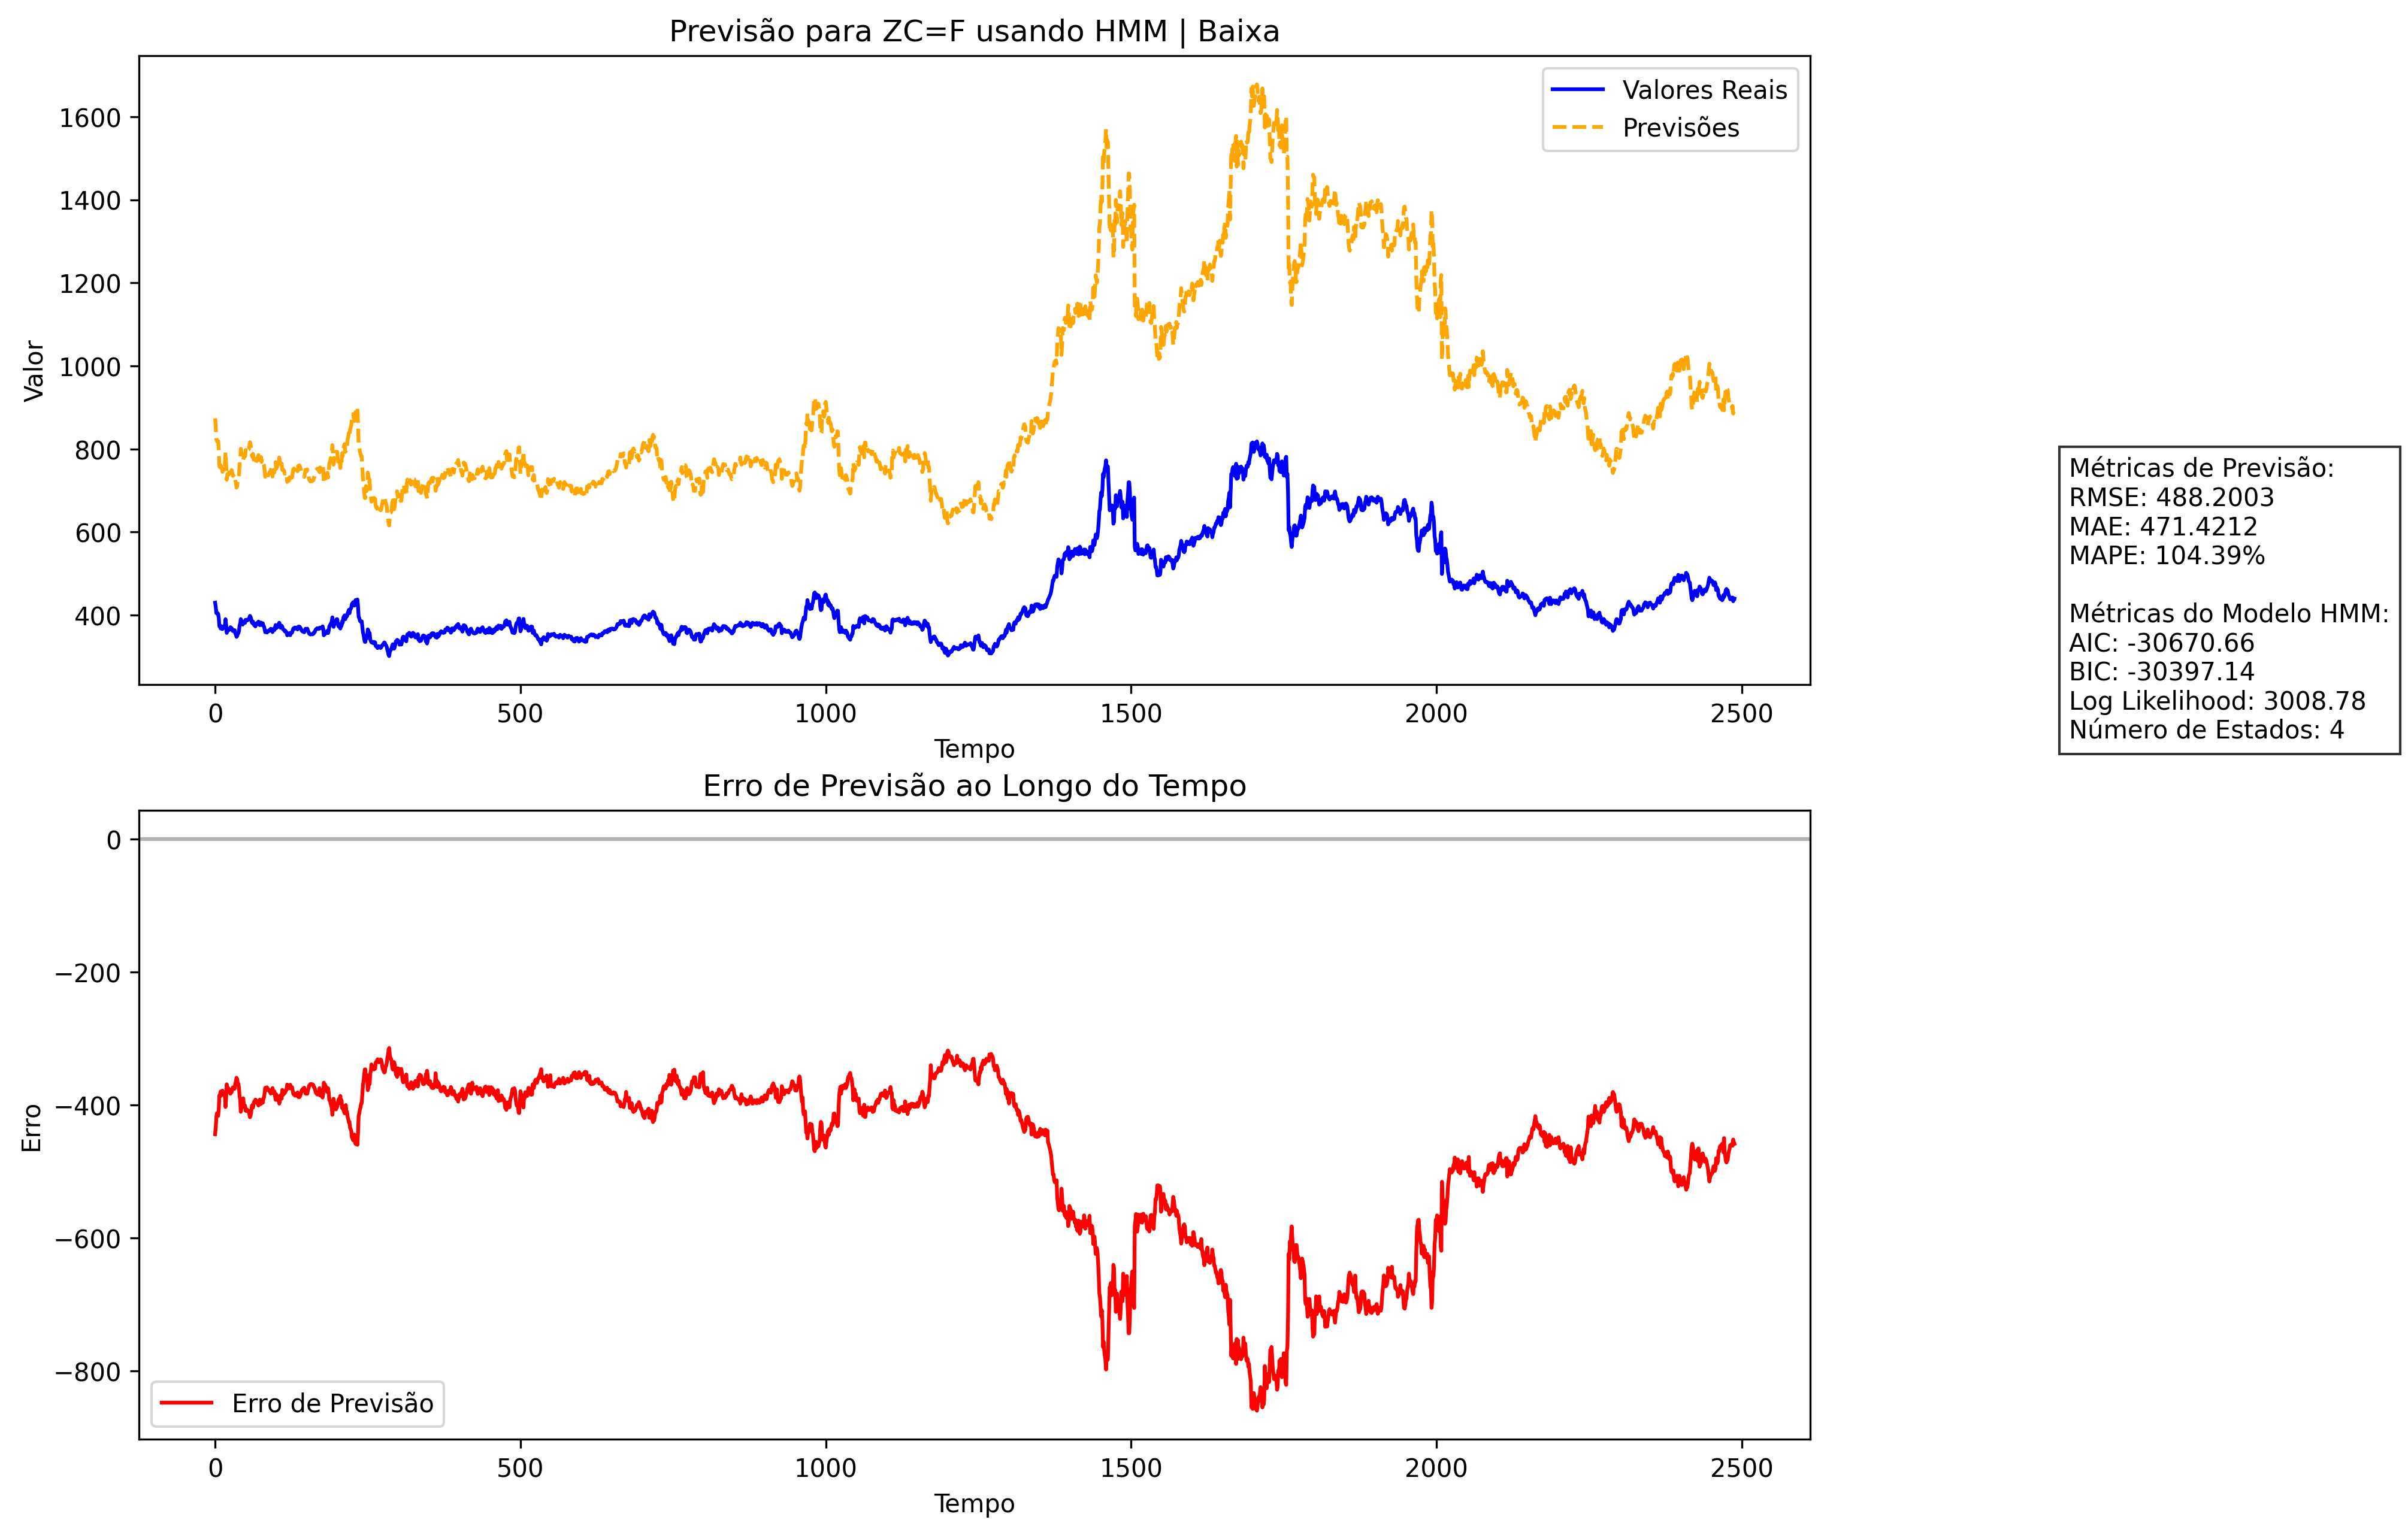 Previsão para ZC=F usando HMM | Baixa
Valores Reais
Previsões
1600
1400
1200
1000
800
600
400
Valor
0
500
1000
1500
2000
2500
Tempo
Métricas de Previsão:
RMSE: 488.2003
MAE: 471.4212
MAPE: 104.39%
Métricas do Modelo HMM:
AIC: -30670.66
BIC: -30397.14
Log Likelihood: 3008.78
Número de Estados: 4
Erro de Previsão ao Longo do Tempo
0
−200
−400
−600
−800
Erro
Erro de Previsão
0
500
1000
1500
2000
2500
Tempo